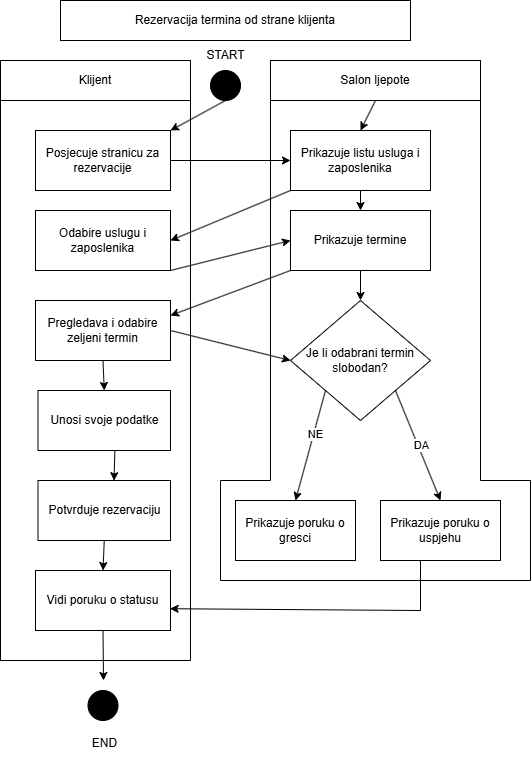 Rezervacija termina od strane klijenta
START
Klijent
Salon ljepote
Posjecuje stranicu za
rezervacije
Prikazuje listu usluga i
zaposlenika
Odabire uslugu i
zaposlenika
Prikazuje termine
Pregledava i odabire
zeljeni termin
Je li odabrani termin
slobodan?
Unosi svoje podatke
NE
DA
Potvrduje rezervaciju
Prikazuje poruku o
gresci
Prikazuje poruku o
uspjehu
Vidi poruku o statusu
END